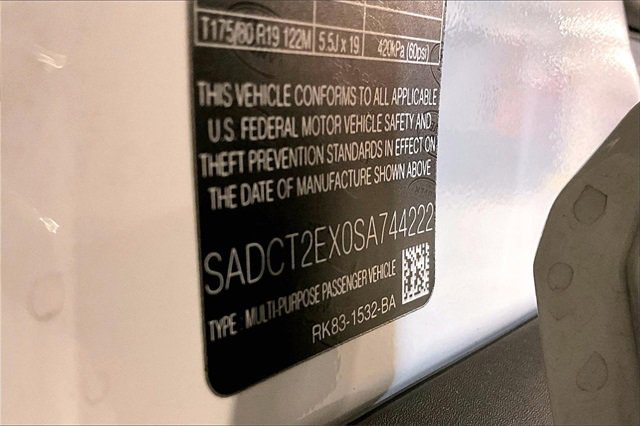 T175/80 R19 122M 5.5J x 19 420kPa (60psi)
THIS VEHICLE CONFORMS TO ALL APPLICABLE
U.S. FEDERAL MOTOR VEHICLE SAFETY AND
THEFT PREVENTION STANDARDS IN EFFECT ON
THE DATE OF MANUFACTURE SHOWN ABOVE
SADCT2EX0SA744222
TYPE : MULTI-PURPOSE PASSENGER VEHICLE
RK83-1532-BA